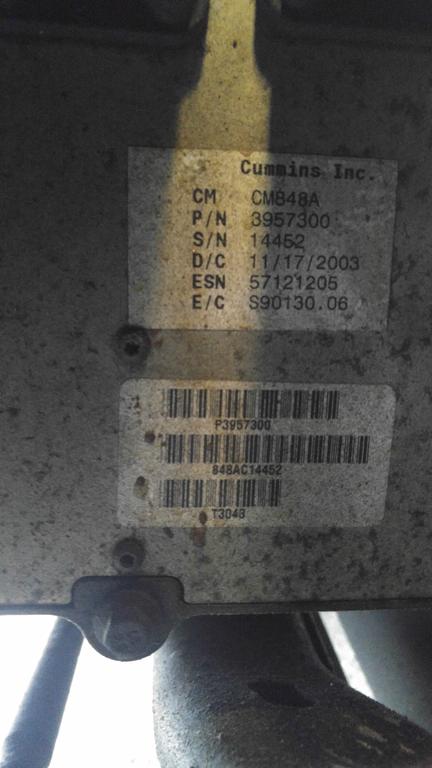 Cummins Inc.
CM CM848A
P/N 3957300
S/N 14452
D/C 11/17/2003
ESN 57121205
E/C S90130.06
P3957300
848AC14452
T3048